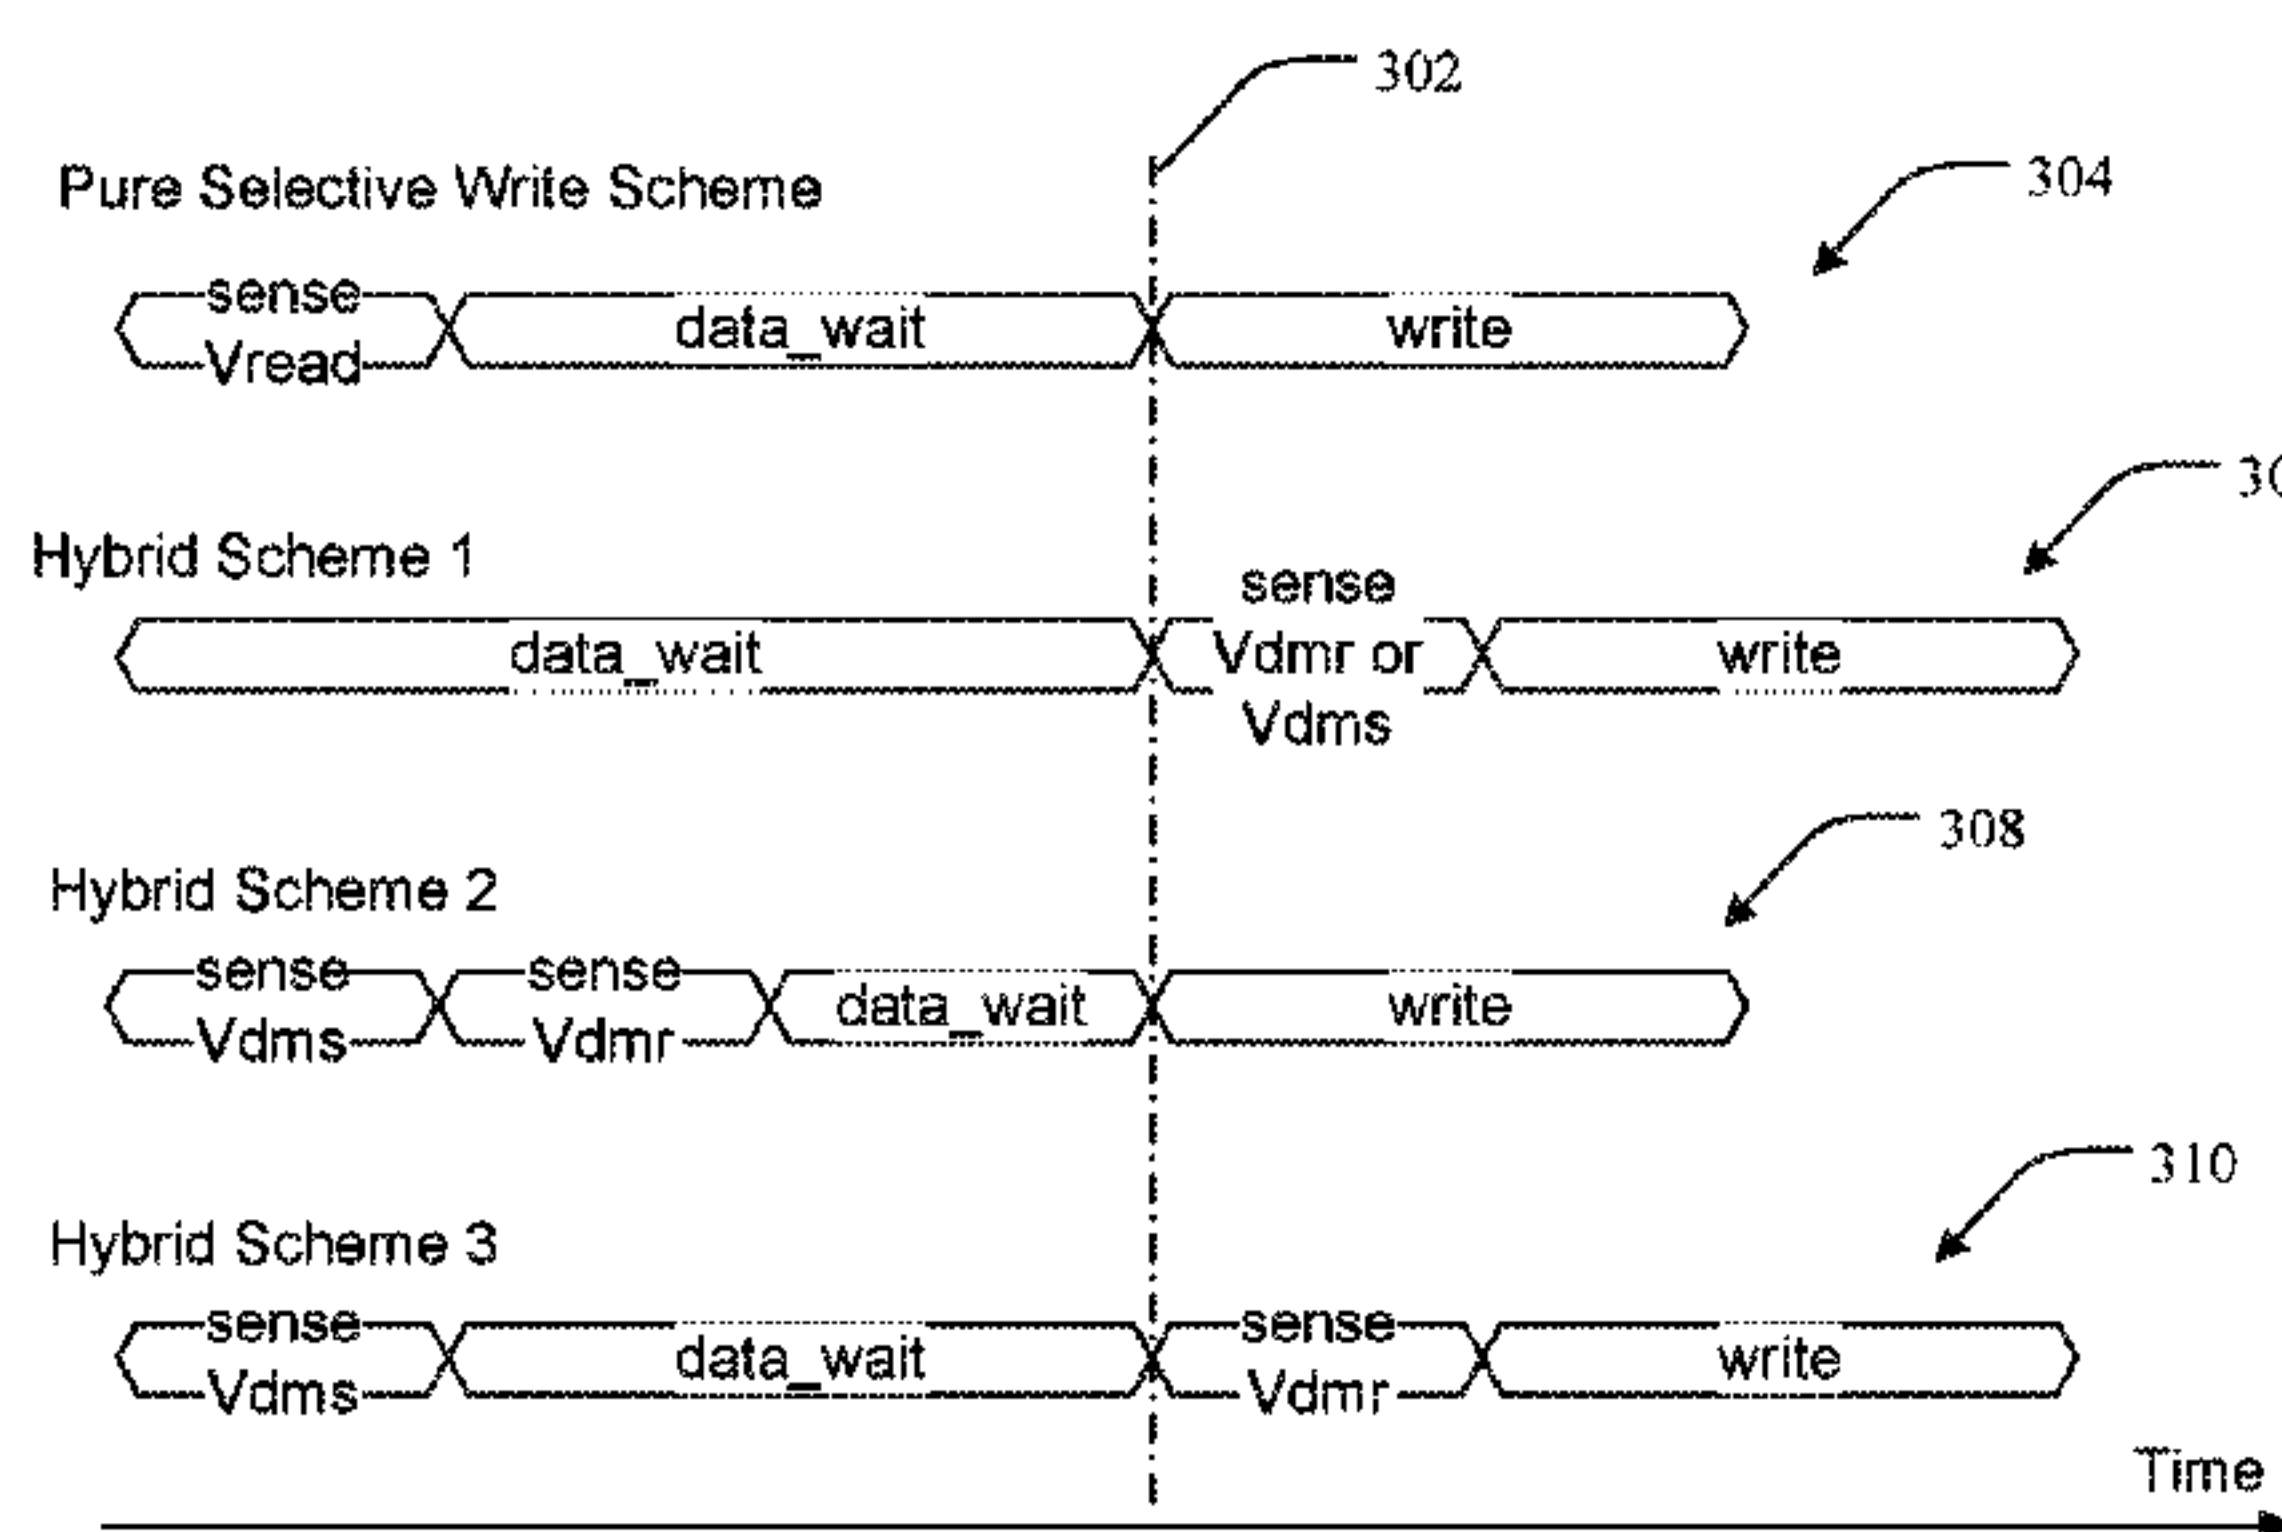 302
Pure Selective Write Scheme
304
sense
Vread
data_wait
write
Hybrid Scheme 1
data_wait
sense
Vdmr or
Vdms
write
Hybrid Scheme 2
308
sense
Vdms
sense
Vdmr
data_wait
write
Hybrid Scheme 3
310
sense
Vdms
data_wait
sense
Vdmr
write
Time